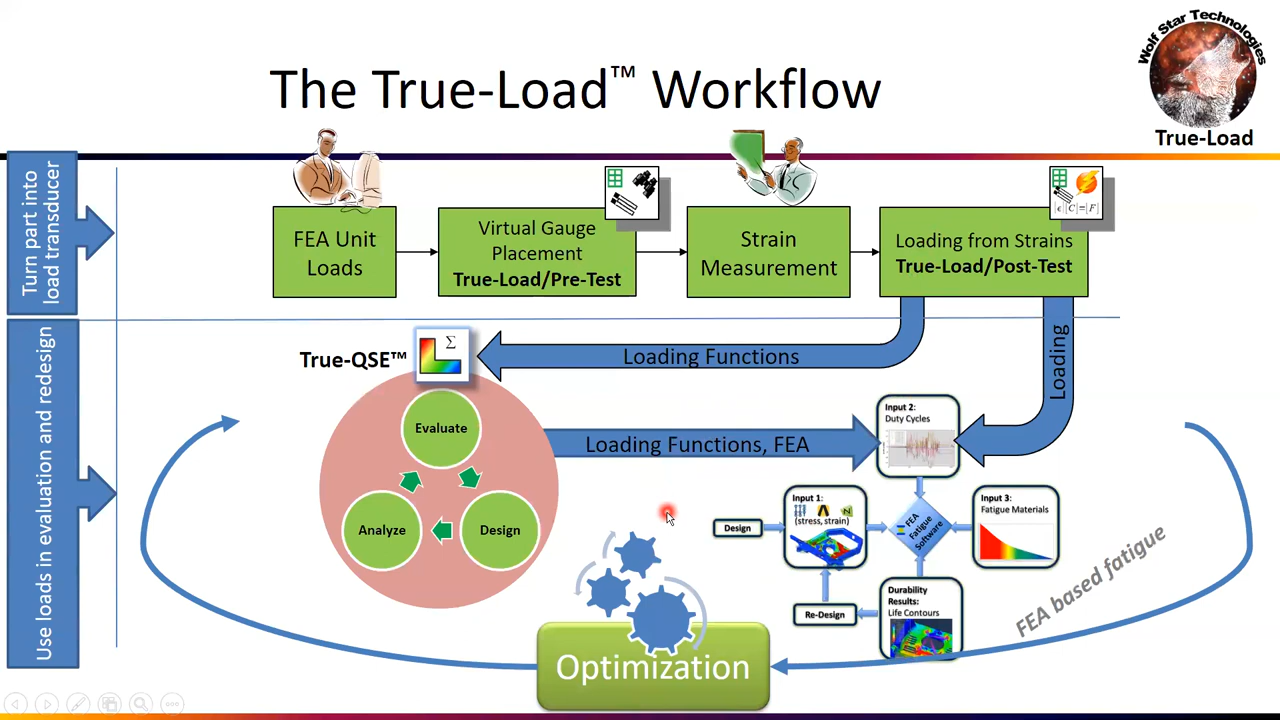 The True-Load™ Workflow
Wolf Star Technologies
True-Load
Turn part into
load transducer
FEA Unit
Loads
Virtual Gauge
Placement
True-Load/Pre-Test
Strain
Measurement
Loading from Strains
True-Load/Post-Test
[C]=[F]
Use loads in evaluation and redesign
True-QSE™
Σ
Loading Functions
Loading
Evaluate
Analyze
Design
Loading Functions, FEA
Input 2:
Duty Cycles
Input 1:
(stress, strain)
Input 3:
Fatigue Materials
Design
FEA
Fatigue
Software
Re-Design
Durability
Results:
Life Contours
FEA based fatigue
Optimization